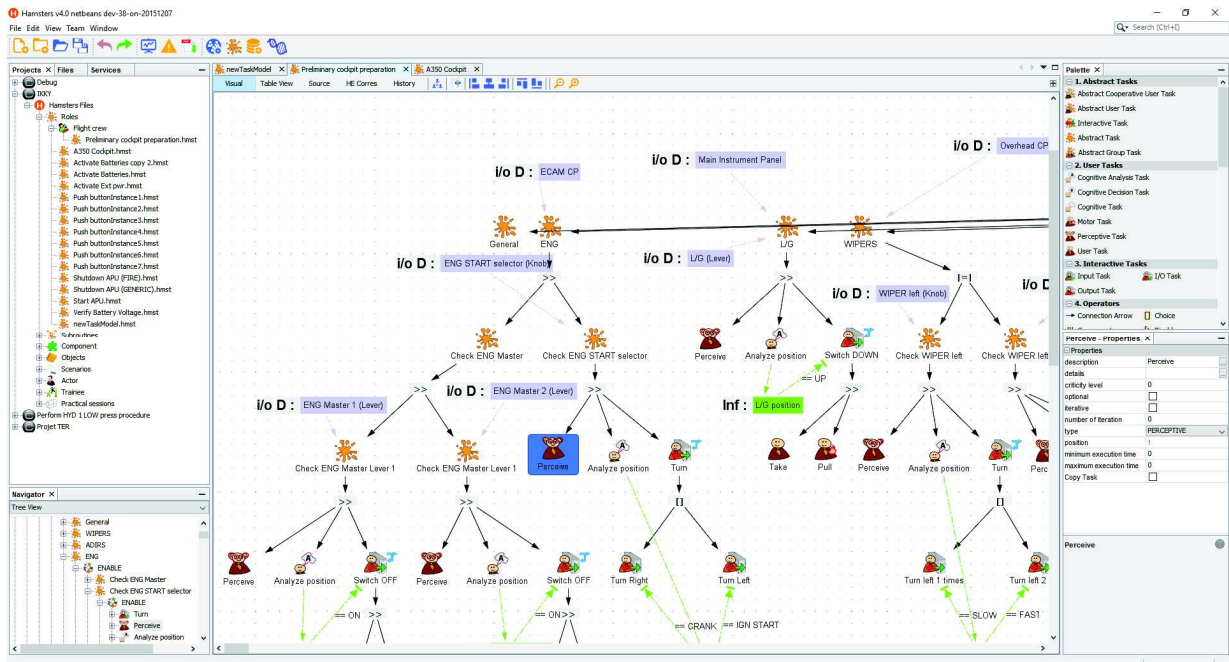 Hamsters v4.0 netbeans dev-38-on-20151207
File Edit View Team Window
Search (Ctrl+I)
Projects Files Services
Debug
IKKY
Hamsters Files
Roles
Flight crew
Preliminary cockpit preparation.hmst
A350 Cockpit.hmst
Activate Batteries copy 2.hmst
Activate Batteries.hmst
Activate Ext pwr.hmst
Push buttonInstance1.hmst
Push buttonInstance2.hmst
Push buttonInstance3.hmst
Push buttonInstance4.hmst
Push buttonInstance5.hmst
Push buttonInstance6.hmst
Push buttonInstance7.hmst
Shutdown APU (FIRE).hmst
Shutdown APU (GENERIC).hmst
Start APU.hmst
Verify Battery Voltage.hmst
newTaskModel.hmst
Subroutines
Component
Objects
Scenarios
Actor
Trainee
Practical sessions
Perform HYD 1 LOW press procedure
Projet TER
Navigator
Tree View
General
WIPERS
ADIRS
ENG
ENABLE
Check ENG Master
Check ENG START selector
ENABLE
Turn
Perceive
Analyze position
newTaskModel Preliminary cockpit preparation A350 Cockpit
Visual Table View Source HE Corres History
i/o D : Overhead CP
i/o D : Main Instrument Panel
i/o D : ECAM CP
General ENG L/G WIPERS
i/o D : ENG START selector (Knob)
i/o D : L/G (Lever)
>> >> |=|
i/o D : WIPER left (Knob) i/o D
Check ENG Master Check ENG START selector Perceive Analyze position Switch DOWN Check WIPER left Check WIPER left
== UP
>> >> >> >> >>
i/o D : ENG Master 1 (Lever) i/o D : ENG Master 2 (Lever) Inf : L/G position
Check ENG Master Lever 1 Check ENG Master Lever 1 Perceive Analyze position Turn Take Pull Perceive Analyze position Turn Perc
>> >> [] []
Perceive Analyze position Switch OFF Perceive Analyze position Switch OFF Turn Right Turn Left Turn left 1 times Turn left 2
== ON >> == ON >> == CRANK == IGN START == SLOW == FAST
Palette
1. Abstract Tasks
Abstract Cooperative User Task
Abstract User Task
Interactive Task
Abstract Task
Abstract Group Task
2. User Tasks
Cognitive Analysis Task
Cognitive Decision Task
Cognitive Task
Motor Task
Perceptive Task
User Task
3. Interactive Tasks
Input Task I/O Task
Output Task
4. Operators
Connection Arrow [] Choice
Perceive - Properties
Properties
description Perceive
details
criticity level 0
optional
iterative
number of iteration 0
type PERCEPTIVE
position 1
minimum execution time 0
maximum execution time 0
Copy Task
Perceive